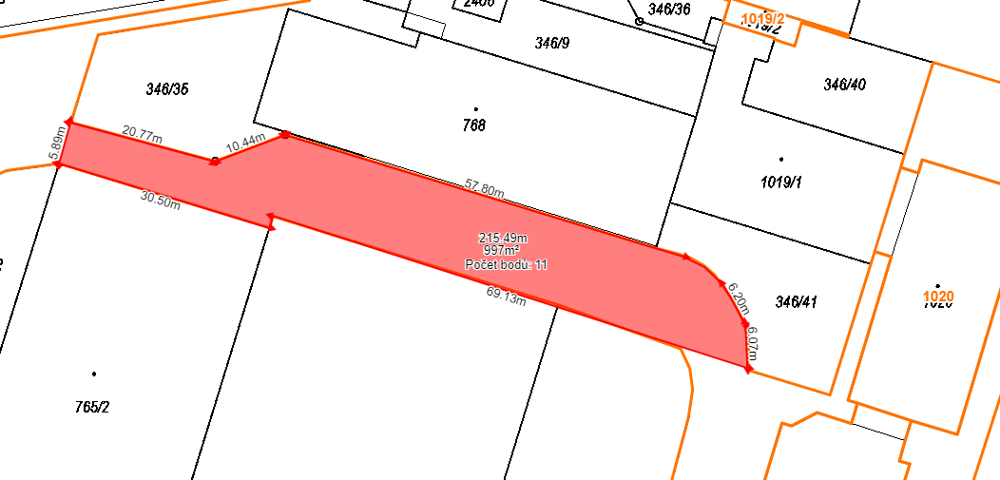 2406
346/36
1019/2
346/9
346/35
346/40
768
20.77m
10.44m
5.89m
1019/1
57.80m
30.50m
215.49m
997m²
Počet bodů: 11
69.13m
6.20m
346/41
1020
6.07m
765/2